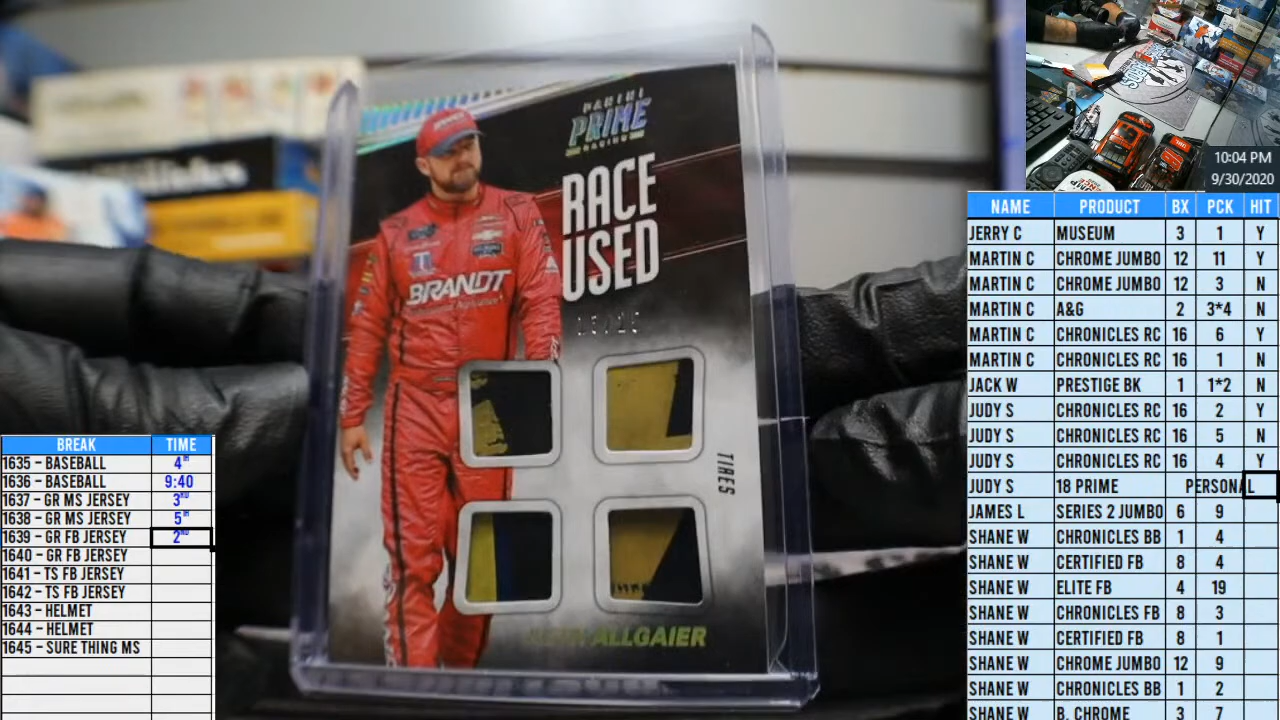 PANINI
PRIME
RACING
RACE
USED
BRANDT
TIRES
ALLGAIER
10:04 PM
9/30/2020
NAME PRODUCT BX PCK HIT
JERRY C MUSEUM 3 1 Y
MARTIN C CHROME JUMBO 12 11 Y
MARTIN C CHROME JUMBO 12 3 N
MARTIN C A&G 2 3*4 N
MARTIN C CHRONICLES RC 16 6 Y
MARTIN C CHRONICLES RC 16 1 N
JACK W PRESTIGE BK 1 1*2 N
JUDY S CHRONICLES RC 16 2 Y
JUDY S CHRONICLES RC 16 5 N
JUDY S CHRONICLES RC 16 4 Y
JUDY S 18 PRIME PERSONAL
JAMES L SERIES 2 JUMBO 6 9
SHANE W CHRONICLES BB 1 4
SHANE W CERTIFIED FB 8 4
SHANE W ELITE FB 4 19
SHANE W CHRONICLES FB 8 3
SHANE W CERTIFIED FB 8 1
SHANE W CHROME JUMBO 12 9
SHANE W CHRONICLES BB 1 2
SHANE W B. CHROME 3 7
BREAK TIME
1635 - BASEBALL 4TH
1636 - BASEBALL 9:40
1637 - GR MS JERSEY 3RD
1638 - GR MS JERSEY 5TH
1639 - GR FB JERSEY 2ND
1640 - GR FB JERSEY
1641 - TS FB JERSEY
1642 - TS FB JERSEY
1643 - HELMET
1644 - HELMET
1645 - SURE THING MS